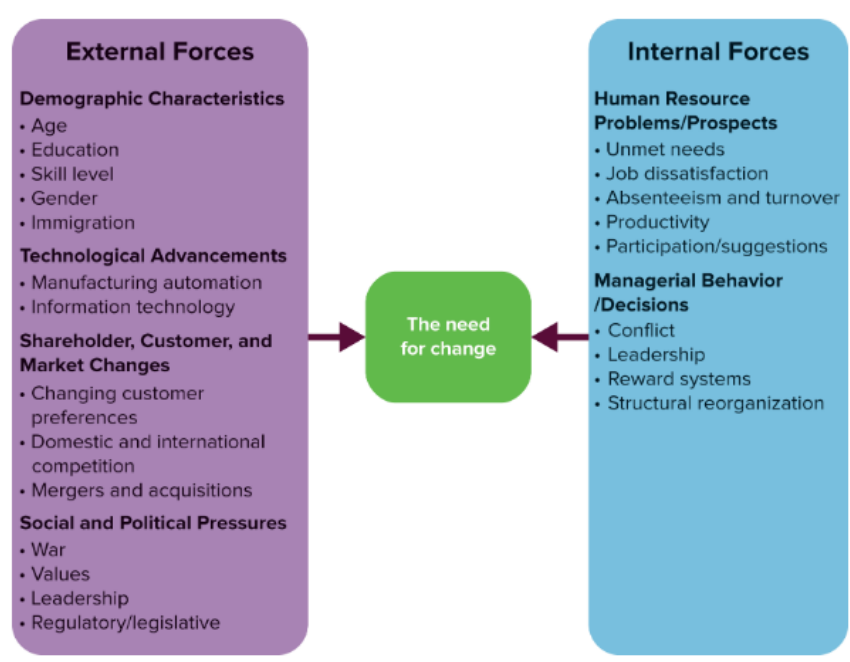 External Forces
Demographic Characteristics
• Age
• Education
• Skill level
• Gender
• Immigration
Technological Advancements
• Manufacturing automation
• Information technology
Shareholder, Customer, and
Market Changes
• Changing customer
preferences
• Domestic and international
competition
• Mergers and acquisitions
Social and Political Pressures
• War
• Values
• Leadership
• Regulatory/legislative
The need
for change
Internal Forces
Human Resource
Problems/Prospects
• Unmet needs
• Job dissatisfaction
• Absenteeism and turnover
• Productivity
• Participation/suggestions
Managerial Behavior
/Decisions
• Conflict
• Leadership
• Reward systems
• Structural reorganization